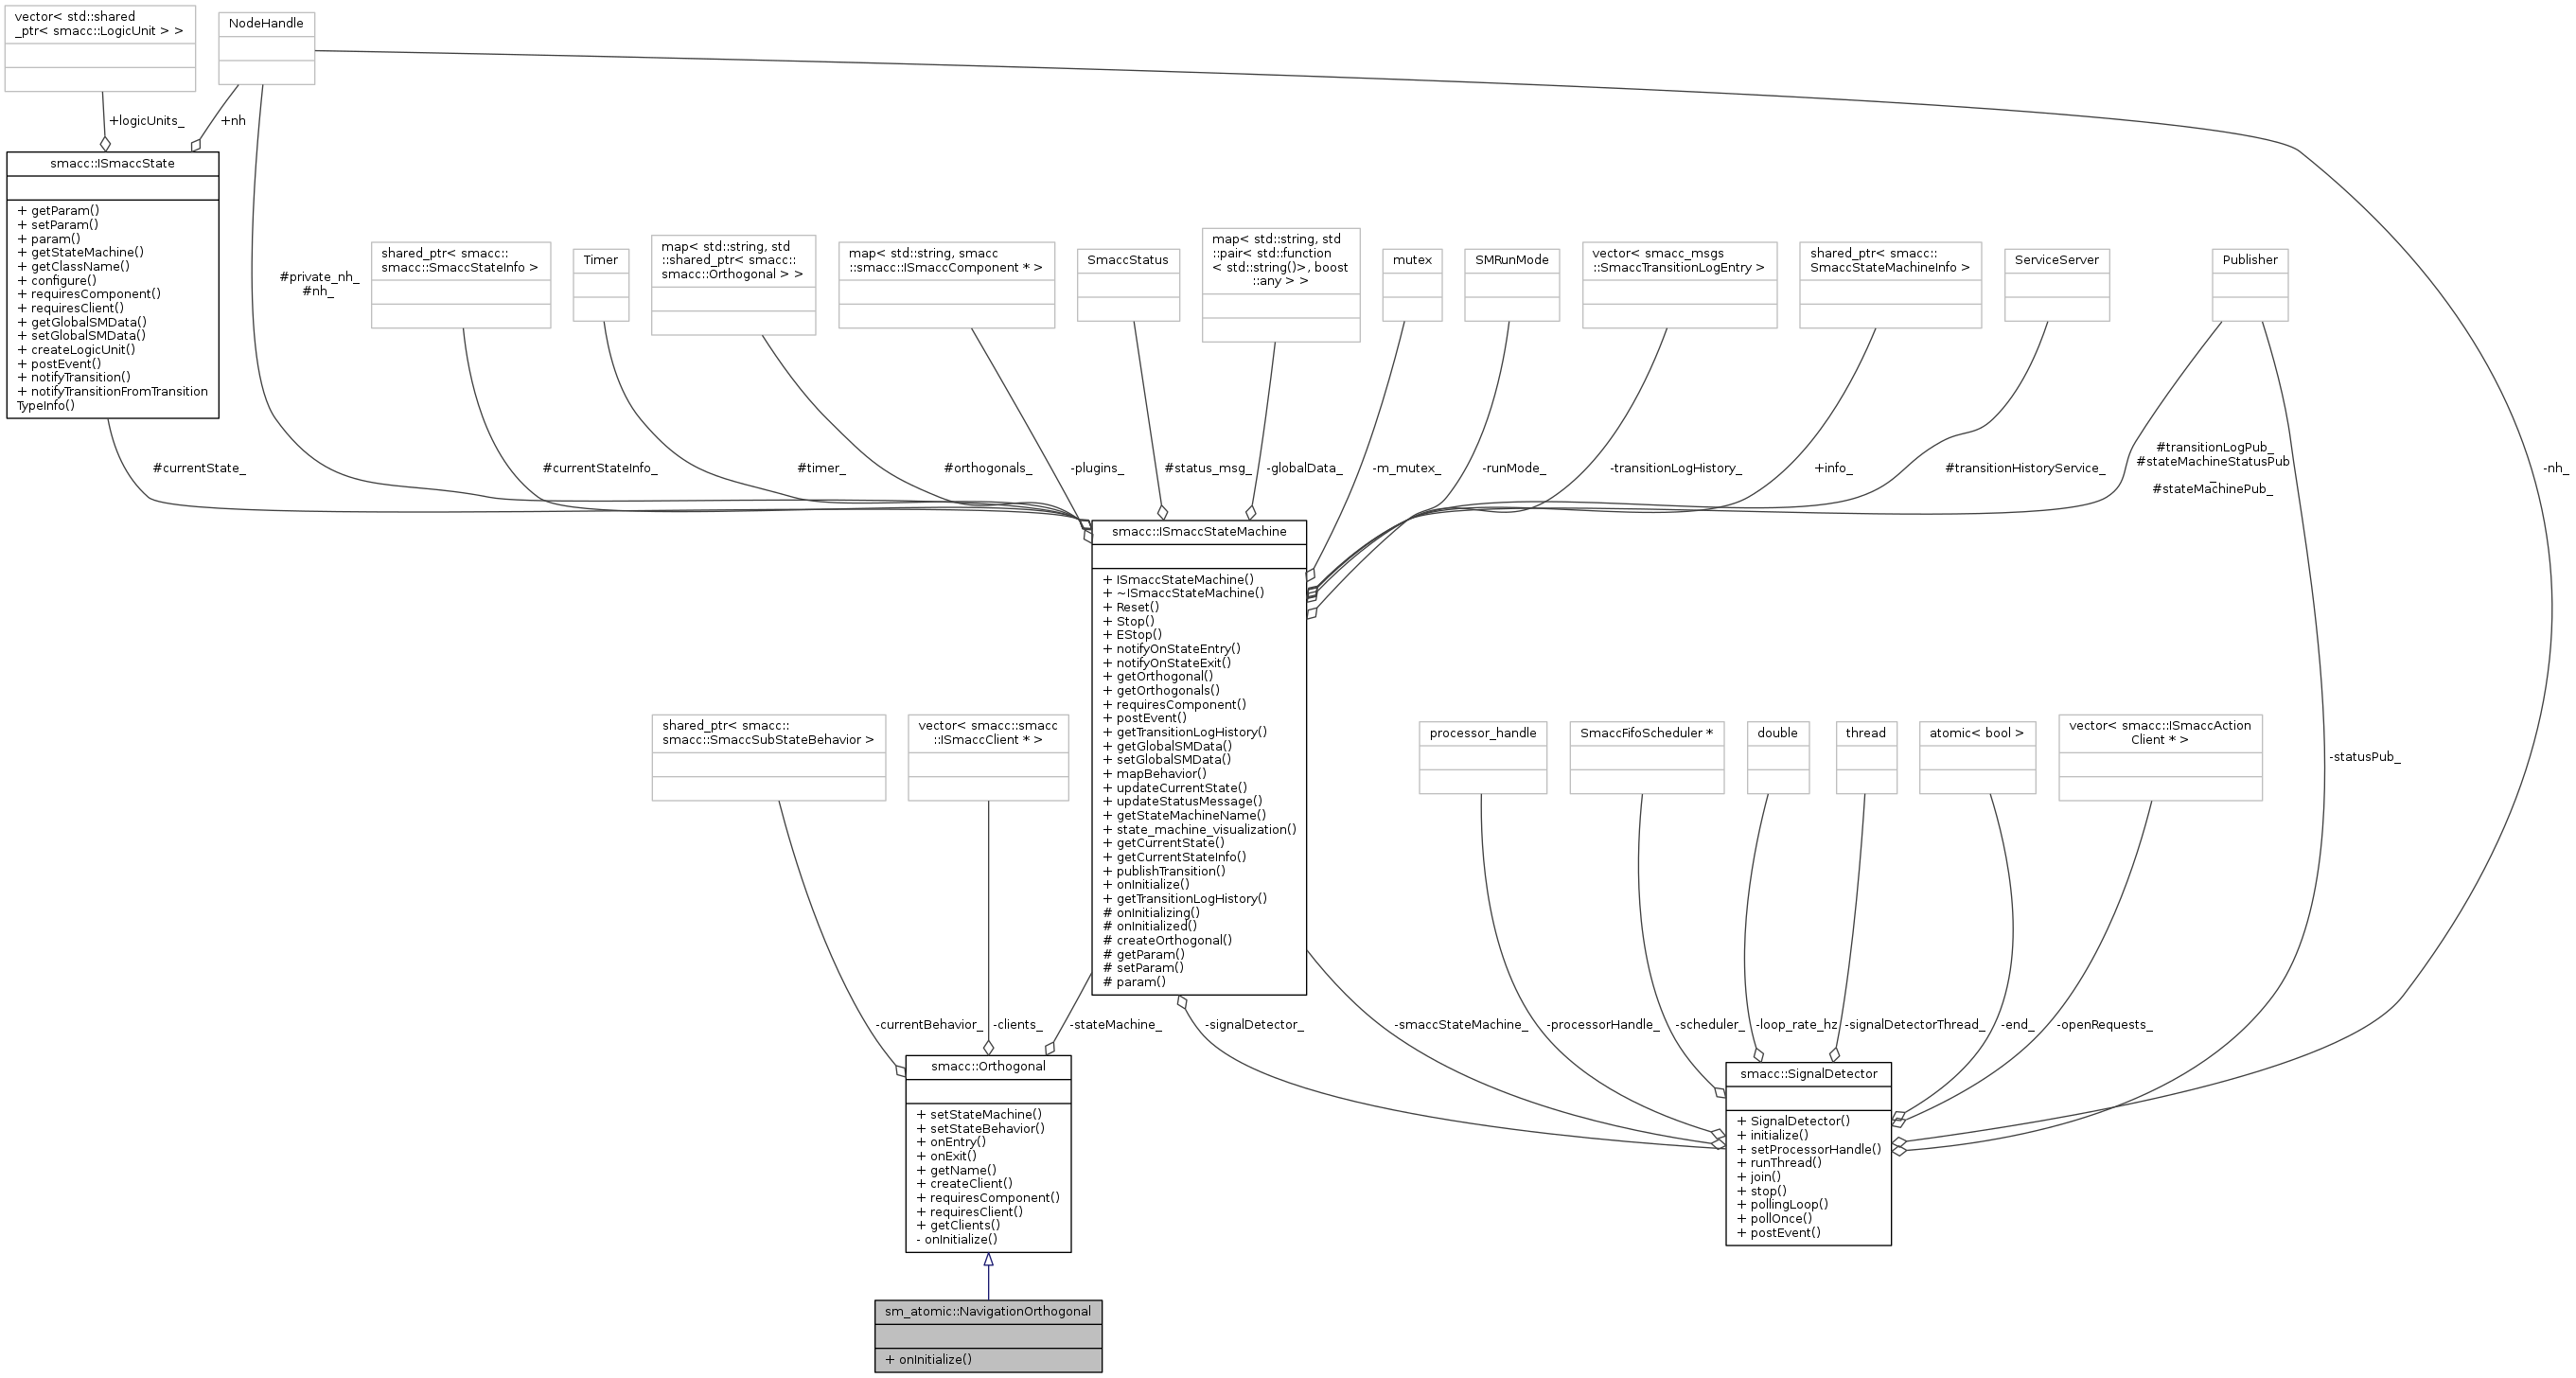 vector< std::shared
_ptr< smacc::LogicUnit > >
NodeHandle
+logicUnits_
+nh
smacc::ISmaccState
+ getParam()
+ setParam()
+ param()
+ getStateMachine()
+ getClassName()
+ configure()
+ requiresComponent()
+ requiresClient()
+ getGlobalSMData()
+ setGlobalSMData()
+ createLogicUnit()
+ postEvent()
+ notifyTransition()
+ notifyTransitionFromTransition
TypeInfo()
#private_nh_
#nh_
shared_ptr< smacc::
smacc::SmaccStateInfo >
Timer
map< std::string, std
::shared_ptr< smacc::
smacc::Orthogonal > >
map< std::string, smacc
::smacc::ISmaccComponent * >
SmaccStatus
map< std::string, std
::pair< std::function
< std::string()>, boost
::any > >
mutex
SMRunMode
vector< smacc_msgs
::SmaccTransitionLogEntry >
shared_ptr< smacc::
SmaccStateMachineInfo >
ServiceServer
Publisher
#currentState_
#currentStateInfo_
#timer_
#orthogonals_
-plugins_
#status_msg_
-globalData_
-m_mutex_
-runMode_
-transitionLogHistory_
+info_
#transitionHistoryService_
#transitionLogPub_
#stateMachineStatusPub
_
#stateMachinePub_
-nh_
smacc::ISmaccStateMachine
+ ISmaccStateMachine()
+ ~ISmaccStateMachine()
+ Reset()
+ Stop()
+ EStop()
+ notifyOnStateEntry()
+ notifyOnStateExit()
+ getOrthogonal()
+ getOrthogonals()
+ requiresComponent()
+ postEvent()
+ getTransitionLogHistory()
+ getGlobalSMData()
+ setGlobalSMData()
+ mapBehavior()
+ updateCurrentState()
+ updateStatusMessage()
+ getStateMachineName()
+ state_machine_visualization()
+ getCurrentState()
+ getCurrentStateInfo()
+ publishTransition()
+ onInitialize()
+ getTransitionLogHistory()
# onInitializing()
# onInitialized()
# createOrthogonal()
# getParam()
# setParam()
# param()
shared_ptr< smacc::
smacc::SmaccSubStateBehavior >
vector< smacc::smacc
::ISmaccClient * >
processor_handle
SmaccFifoScheduler *
double
thread
atomic< bool >
vector< smacc::ISmaccAction
Client * >
-statusPub_
-currentBehavior_
-clients_
-stateMachine_
-signalDetector_
-smaccStateMachine_
-processorHandle_
-scheduler_
-loop_rate_hz
-signalDetectorThread_
-end_
-openRequests_
smacc::Orthogonal
+ setStateMachine()
+ setStateBehavior()
+ onEntry()
+ onExit()
+ getName()
+ createClient()
+ requiresComponent()
+ requiresClient()
+ getClients()
- onInitialize()
smacc::SignalDetector
+ SignalDetector()
+ initialize()
+ setProcessorHandle()
+ runThread()
+ join()
+ stop()
+ pollingLoop()
+ pollOnce()
+ postEvent()
sm_atomic::NavigationOrthogonal
+ onInitialize()